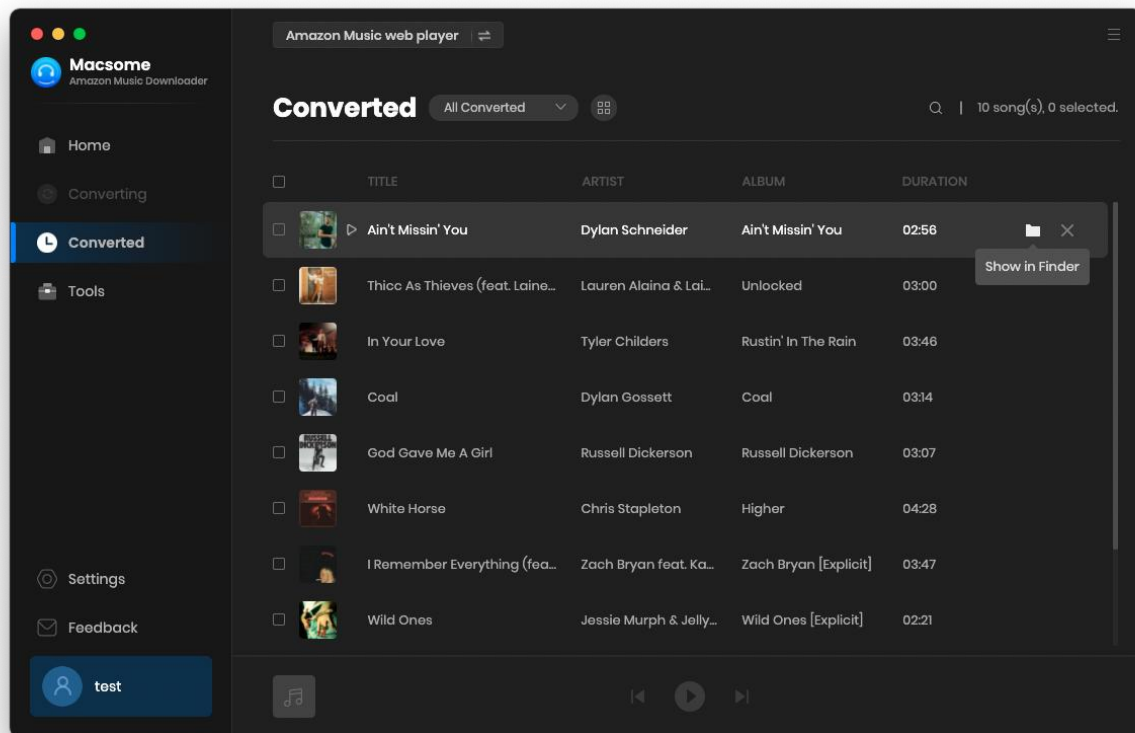 Macsome
Amazon Music Downloader
Home
Converting
Converted
Tools
Settings
Feedback
test
Amazon Music web player
Converted All Converted 10 song(s), 0 selected.
TITLE ARTIST ALBUM DURATION
Ain't Missin' You Dylan Schneider Ain't Missin' You 02:56
Show in Finder
Thicc As Thieves (feat. Laine... Lauren Alaina & Lai... Unlocked 03:00
In Your Love Tyler Childers Rustin' In The Rain 03:46
Coal Dylan Gossett Coal 03:14
RUSSELL DICKERSON
God Gave Me A Girl Russell Dickerson Russell Dickerson 03:07
White Horse Chris Stapleton Higher 04:28
I Remember Everything (fea... Zach Bryan feat. Ka... Zach Bryan [Explicit] 03:47
Wild Ones Jessie Murph & Jelly... Wild Ones [Explicit] 02:21